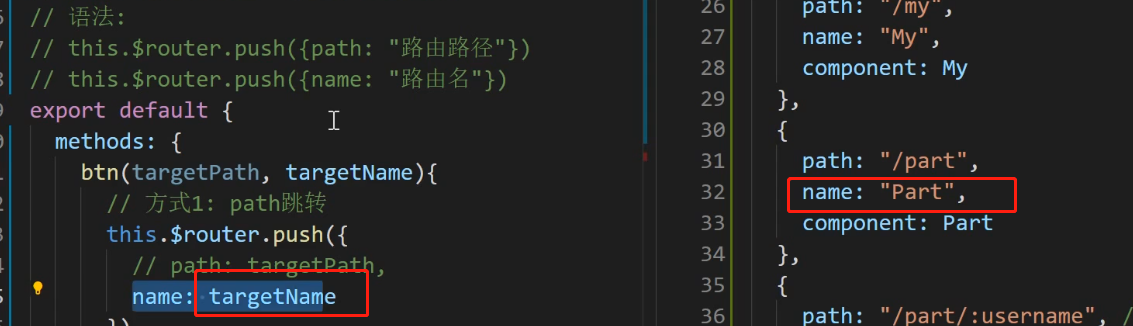 // 语法:
// this.$router.push({path: "路由路径"})
// this.$router.push({name: "路由名"})
export default {
methods: {
btn(targetPath, targetName){
// 方式1: path跳转
this.$router.push({
// path: targetPath,
name: targetName
})
26 path: "/my",
27 name: "My",
28 component: My
29 },
30 {
31 path: "/part",
32 name: "Part",
33 component: Part
34 },
35 {
36 path: "/part/:username", //